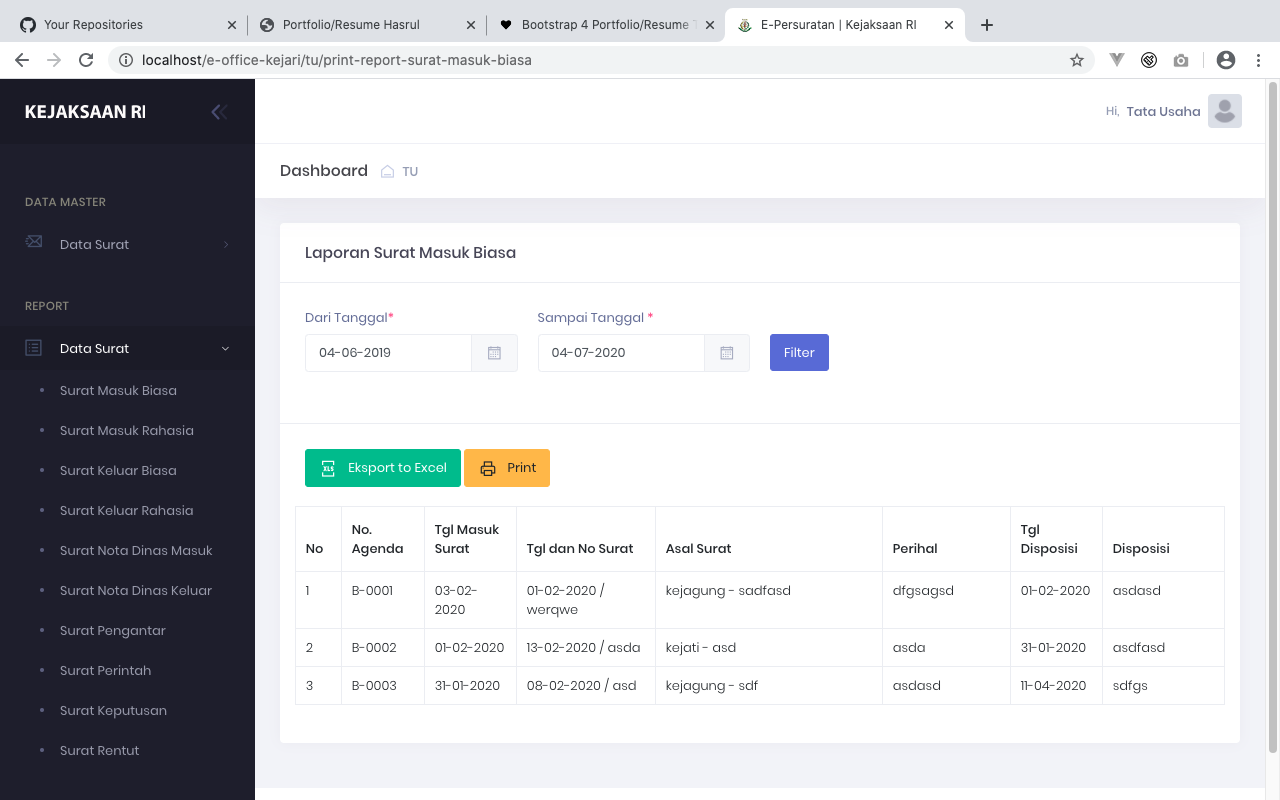 Your Repositories
Portfolio/Resume Hasrul
Bootstrap 4 Portfolio/Resume
E-Persuratan | Kejaksaan RI
localhost/e-office-kejari/tu/print-report-surat-masuk-biasa
KEJAKSAAN RI
Hi, Tata Usaha
Dashboard TU
DATA MASTER
Data Surat
REPORT
Data Surat
Surat Masuk Biasa
Surat Masuk Rahasia
Surat Keluar Biasa
Surat Keluar Rahasia
Surat Nota Dinas Masuk
Surat Nota Dinas Keluar
Surat Pengantar
Surat Perintah
Surat Keputusan
Surat Rentut
Laporan Surat Masuk Biasa
Dari Tanggal* Sampai Tanggal *
04-06-2019 04-07-2020 Filter
XLS Eksport to Excel Print
No No. Agenda Tgl Masuk Surat Tgl dan No Surat Asal Surat Perihal Tgl Disposisi Disposisi
1 B-0001 03-02-2020 01-02-2020 / werqwe kejagung - sadfasd dfgsagsd 01-02-2020 asdasd
2 B-0002 01-02-2020 13-02-2020 / asda kejati - asd asda 31-01-2020 asdfasd
3 B-0003 31-01-2020 08-02-2020 / asd kejagung - sdf asdasd 11-04-2020 sdfgs